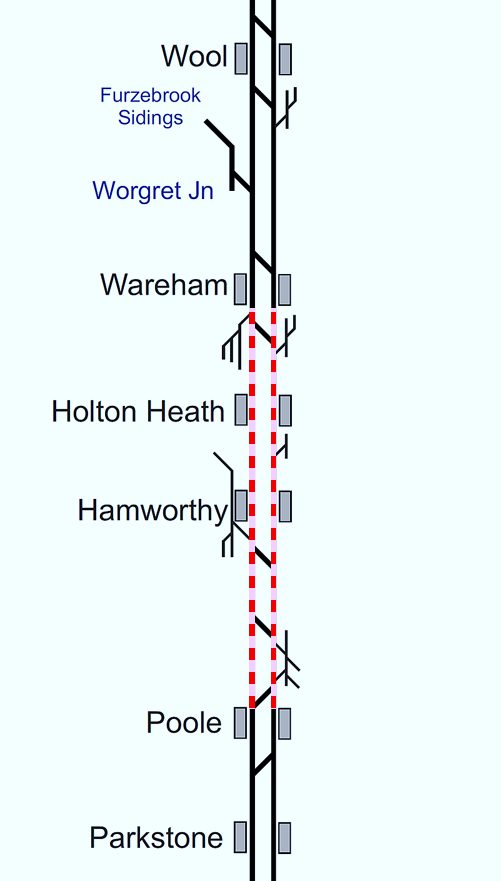 Wool
Furzebrook
Sidings
Worgret Jn
Wareham
Holton Heath
Hamworthy
Poole
Parkstone